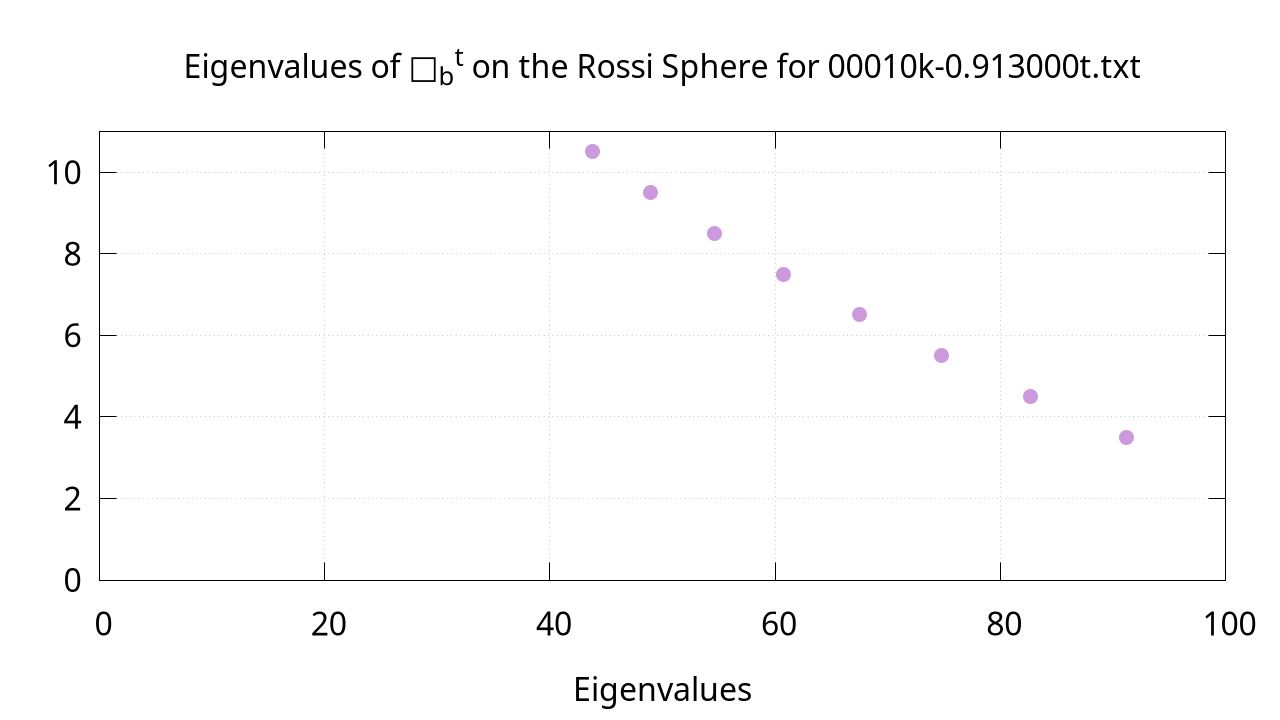 Eigenvalues of □_b^t on the Rossi Sphere for 00010k-0.913000t.txt
10
8
6
4
2
0
0 20 40 60 80 100
Eigenvalues